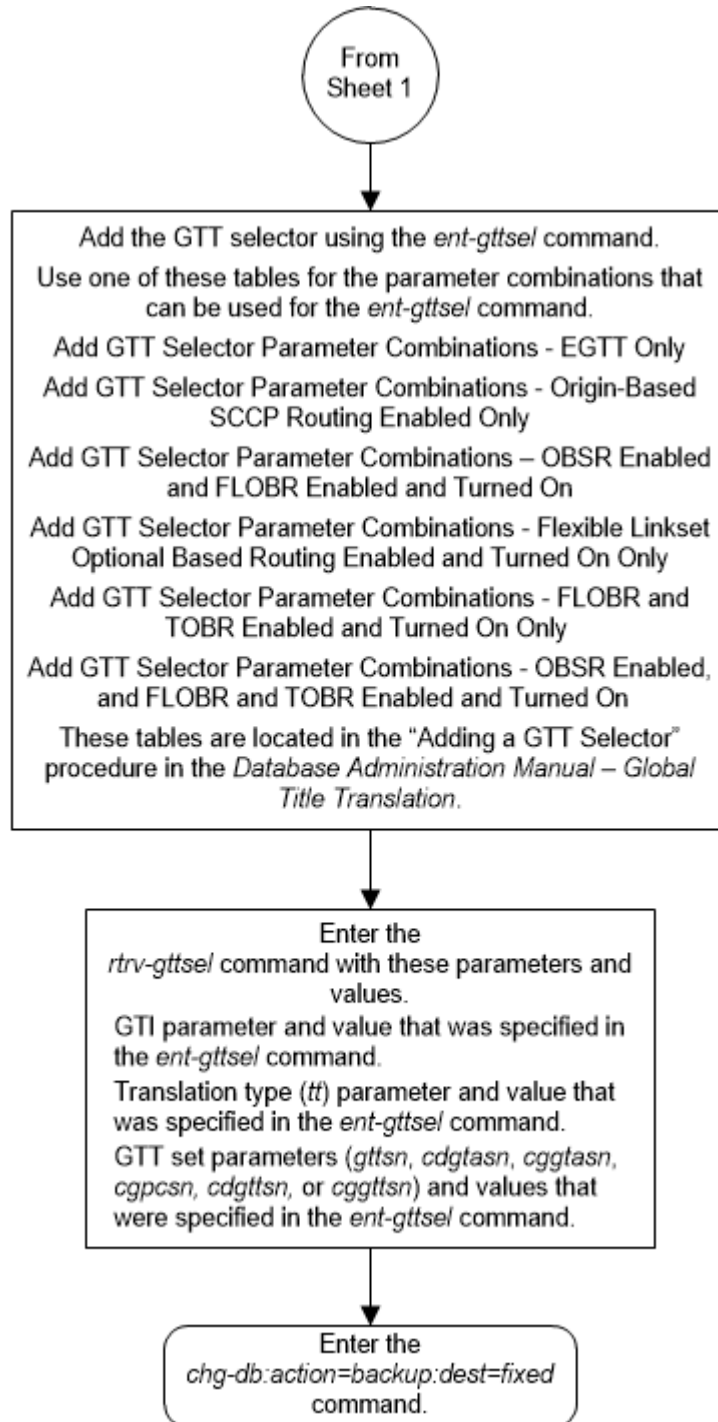 From
Sheet 1
Add the GTT selector using the ent-gttsel command.
Use one of these tables for the parameter combinations that
can be used for the ent-gttsel command.
Add GTT Selector Parameter Combinations - EGTT Only
Add GTT Selector Parameter Combinations - Origin-Based
SCCP Routing Enabled Only
Add GTT Selector Parameter Combinations – OBSR Enabled
and FLOBR Enabled and Turned On
Add GTT Selector Parameter Combinations - Flexible Linkset
Optional Based Routing Enabled and Turned On Only
Add GTT Selector Parameter Combinations - FLOBR and
TOBR Enabled and Turned On Only
Add GTT Selector Parameter Combinations - OBSR Enabled,
and FLOBR and TOBR Enabled and Turned On
These tables are located in the “Adding a GTT Selector”
procedure in the Database Administration Manual – Global
Title Translation.
Enter the
rtrv-gttsel command with these parameters and
values.
GTI parameter and value that was specified in
the ent-gttsel command.
Translation type (tt) parameter and value that
was specified in the ent-gttsel command.
GTT set parameters (gttsn, cdgtasn, cggtasn,
cgpcsn, cdgttsn, or cggttsn) and values that
were specified in the ent-gttsel command.
Enter the
chg-db:action=backup:dest=fixed
command.